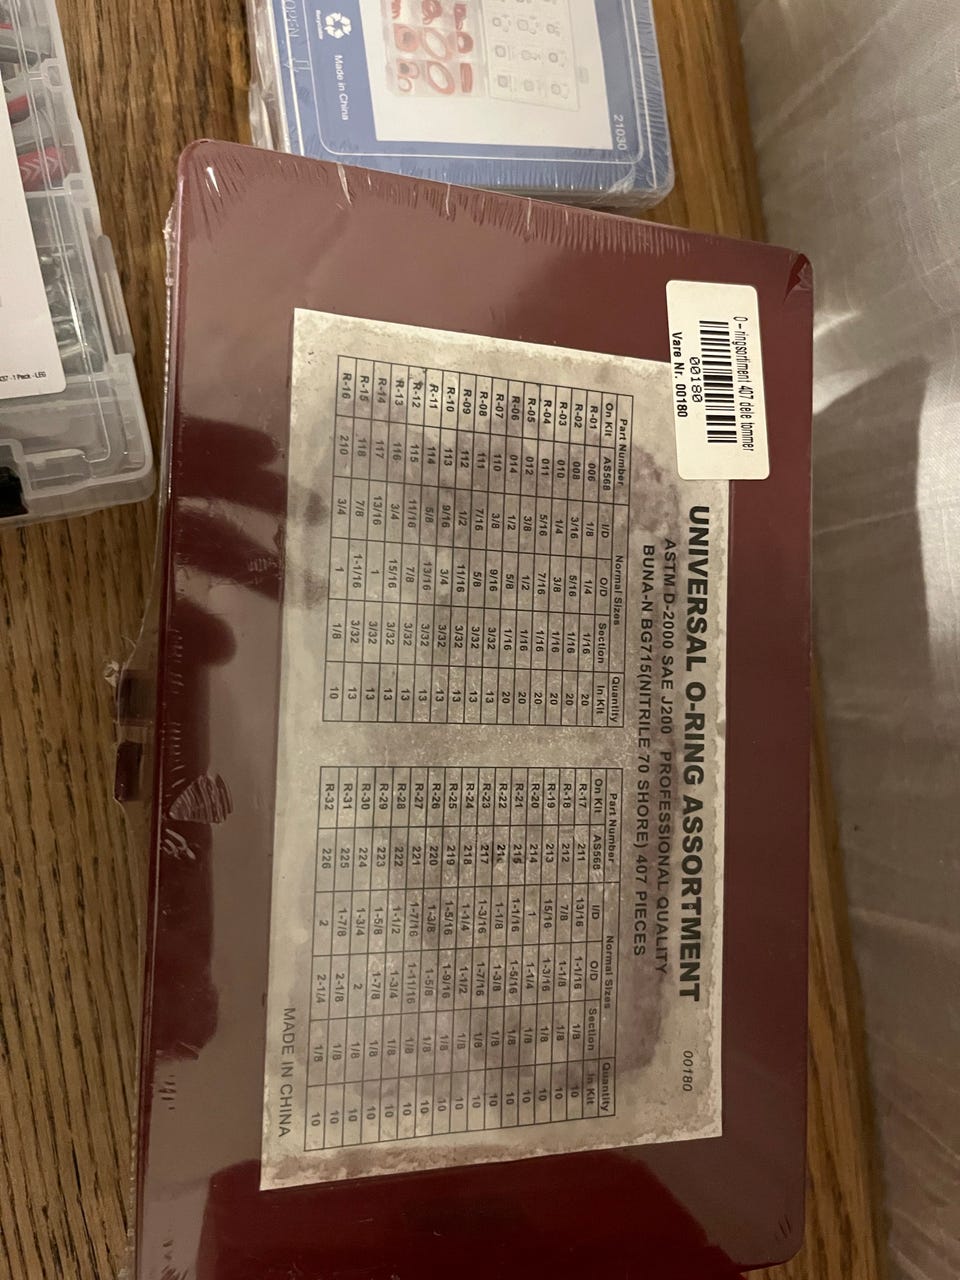 OPEN
Recyclable
Made in China
21030
O-ringsortiment 407 dele tommer
00180
Vare Nr. 00180
UNIVERSAL O-RING ASSORTMENT
00180
ASTM D-2000 SAE J200 PROFESSIONAL QUALITY
BUNA-N BG715(NITRILE 70 SHORE) 407 PIECES
Part Number Normal Sizes Quantity
On Kit AS568 I/D O/D Section In Kit
R-01 006 1/8 1/4 1/16 20
R-02 008 3/16 5/16 1/16 20
R-03 010 1/4 3/8 1/16 20
R-04 011 5/16 7/16 1/16 20
R-05 012 3/8 1/2 1/16 20
R-06 014 1/2 5/8 1/16 20
R-07 110 3/8 9/16 3/32 13
R-08 111 7/16 5/8 3/32 13
R-09 112 1/2 11/16 3/32 13
R-10 113 9/16 3/4 3/32 13
R-11 114 5/8 13/16 3/32 13
R-12 115 11/16 7/8 3/32 13
R-13 116 3/4 15/16 3/32 13
R-14 117 13/16 1 3/32 13
R-15 118 7/8 1-1/16 3/32 13
R-16 210 3/4 1 1/8 10
Part Number Normal Sizes Quantity
On Kit AS568 I/D O/D Section In Kit
R-17 211 13/16 1-1/16 1/8 10
R-18 212 7/8 1-1/8 1/8 10
R-19 213 15/16 1-3/16 1/8 10
R-20 214 1 1-1/4 1/8 10
R-21 215 1-1/16 1-5/16 1/8 10
R-22 216 1-1/8 1-3/8 1/8 10
R-23 217 1-3/16 1-7/16 1/8 10
R-24 218 1-1/4 1-1/2 1/8 10
R-25 219 1-5/16 1-9/16 1/8 10
R-26 220 1-3/8 1-5/8 1/8 10
R-27 221 1-7/16 1-11/16 1/8 10
R-28 222 1-1/2 1-3/4 1/8 10
R-29 223 1-5/8 1-7/8 1/8 10
R-30 224 1-3/4 2 1/8 10
R-31 225 1-7/8 2-1/8 1/8 10
R-32 226 2 2-1/4 1/8 10
MADE IN CHINA